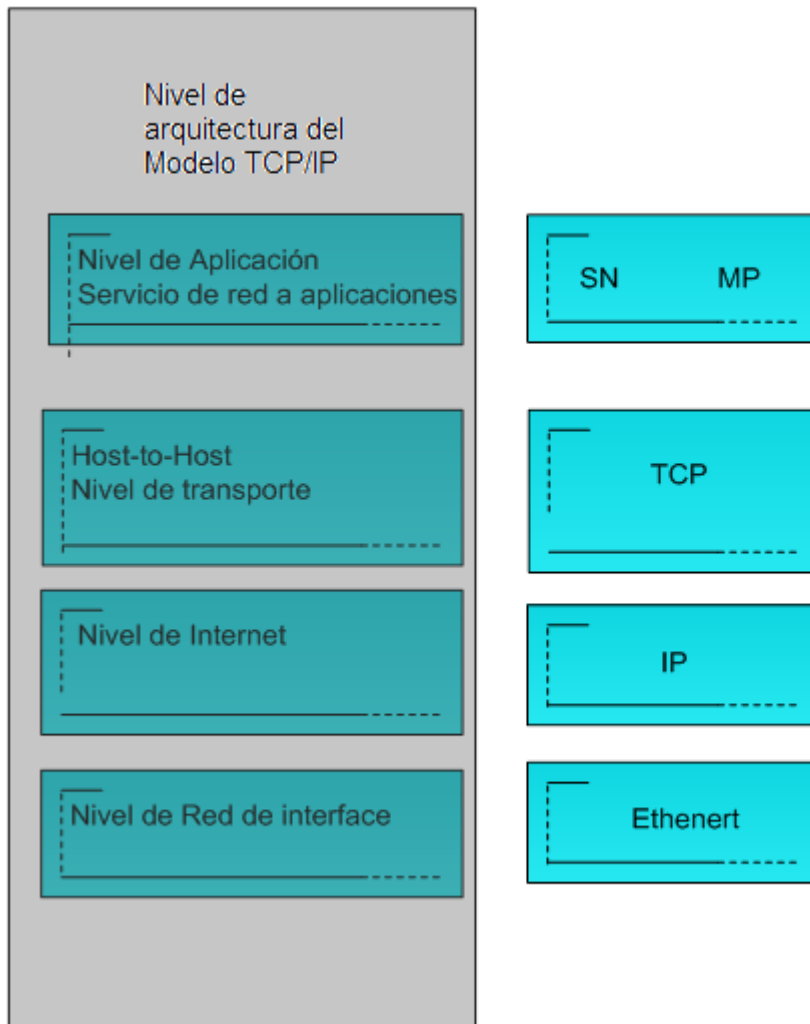 Nivel de
arquitectura del
Modelo TCP/IP
Nivel de Aplicación
Servicio de red a aplicaciones
SN MP
Host-to-Host
Nivel de transporte
TCP
Nivel de Internet
IP
Nivel de Red de interface
Ethenert